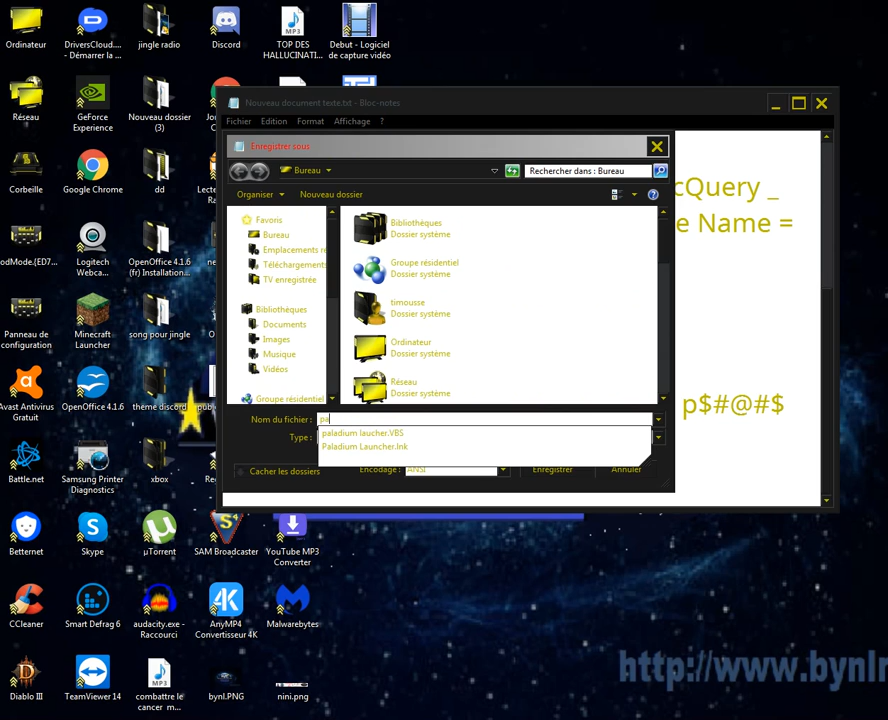 Ordinateur
DriversCloud....
- Démarrer la ...
jingle radio
Discord
TOP DES
HALLUCINATI...
Debut - Logiciel
de capture vidéo
Réseau
GeForce
Experience
Nouveau dossier
(3)
Corbeille
Google Chrome
dd
odMode.{ED7...
Logitech
Webca...
OpenOffice 4.1.6
(fr) Installation...
Panneau de
configuration
Minecraft
Launcher
song pour jingle
Avast Antivirus
Gratuit
OpenOffice 4.1.6
thème discord
Battle.net
Samsung Printer
Diagnostics
xbox
Betternet
Skype
µTorrent
SAM Broadcaster
YouTube MP3
Converter
CCleaner
Smart Defrag 6
audacity.exe -
Raccourci
AnyMP4
Convertisseur 4K
Malwarebytes
Diablo III
TeamViewer 14
combattre le
cancer m...
bynl.PNG
nini.png
Nouveau document texte.txt - Bloc-notes
Fichier Edition Format Affichage ?
cQuery _
e Name =
p$#@#$
Enregistrer sous
Bureau
Rechercher dans : Bureau
Organiser
Nouveau dossier
Favoris
Bureau
Emplacements ré
Téléchargements
TV enregistrée
Bibliothèques
Documents
Images
Musique
Vidéos
Groupe résidentiel
Bibliothèques
Dossier système
Groupe résidentiel
Dossier système
timousse
Dossier système
Ordinateur
Dossier système
Réseau
Dossier système
Nom du fichier : pa
paladium laucher.VBS
Paladium Launcher.lnk
Type :
Cacher les dossiers
Encodage : ANSI
Enregistrer
Annuler
http://www.bynlr